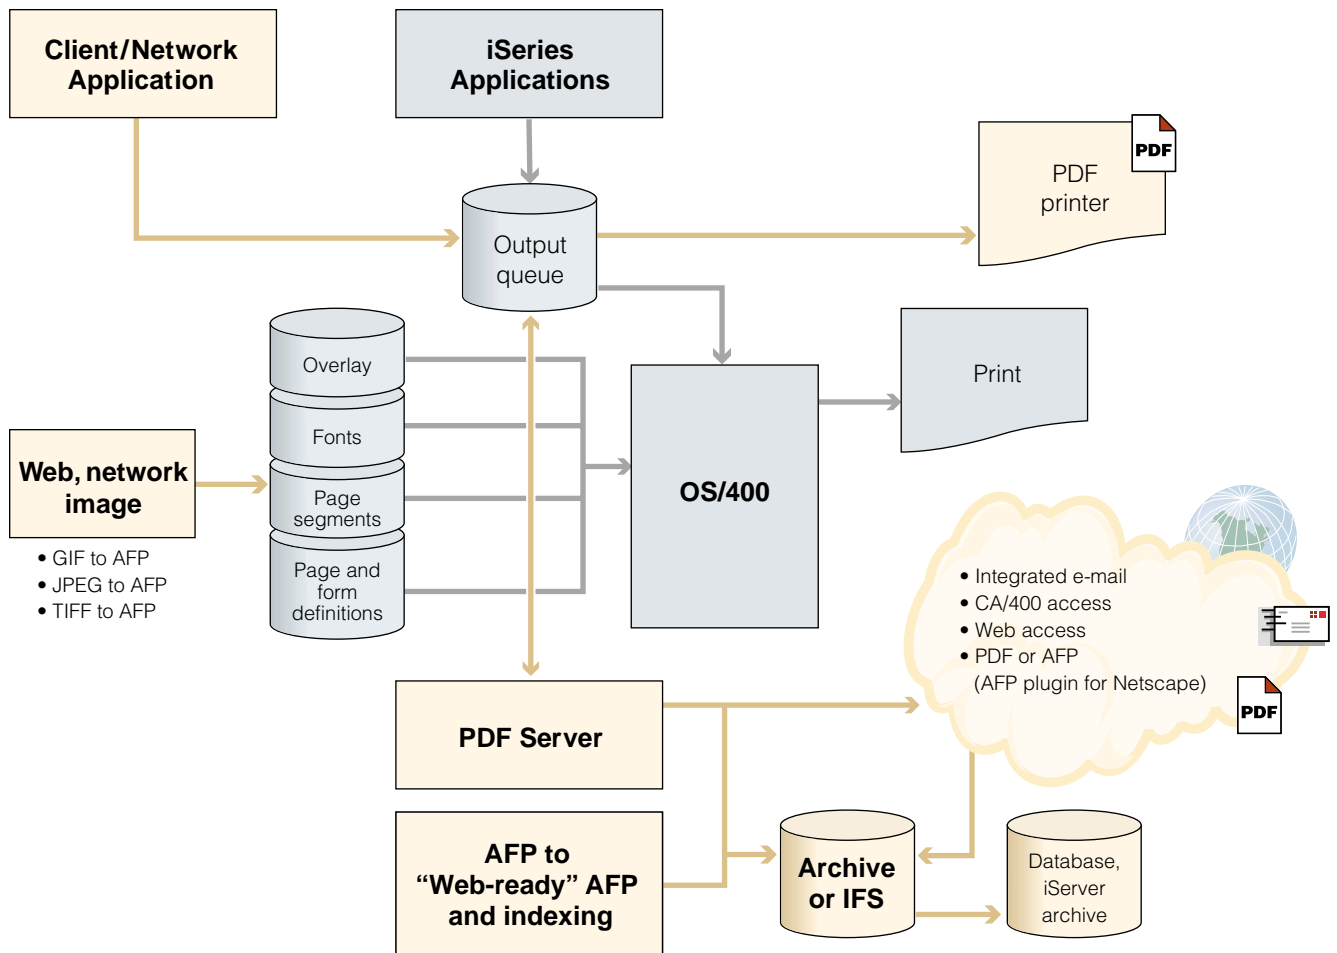 Client/Network
Application
iSeries
Applications
PDF
PDF
printer
Output
queue
Overlay
Fonts
Page
segments
Page and
form
definitions
Print
OS/400
Web, network
image
• GIF to AFP
• JPEG to AFP
• TIFF to AFP
• Integrated e-mail
• CA/400 access
• Web access
• PDF or AFP
(AFP plugin for Netscape)
PDF
PDF Server
AFP to
“Web-ready” AFP
and indexing
Archive
or IFS
Database,
iServer
archive